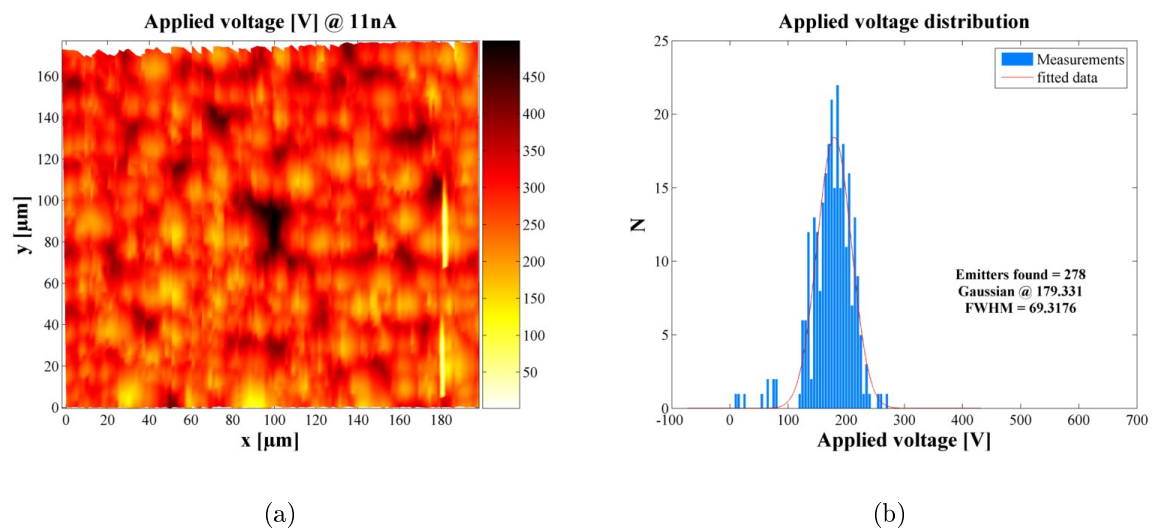 Applied voltage [V] @ 11nA
160
140
120
100
80
60
40
20
0
y [µm]
0 20 40 60 80 100 120 140 160 180
x [µm]
450
400
350
300
250
200
150
100
50
(a)
Applied voltage distribution
25
20
15
10
5
0
N
Measurements
fitted data
Emitters found = 278
Gaussian @ 179.331
FWHM = 69.3176
-100 0 100 200 300 400 500 600 700
Applied voltage [V]
(b)